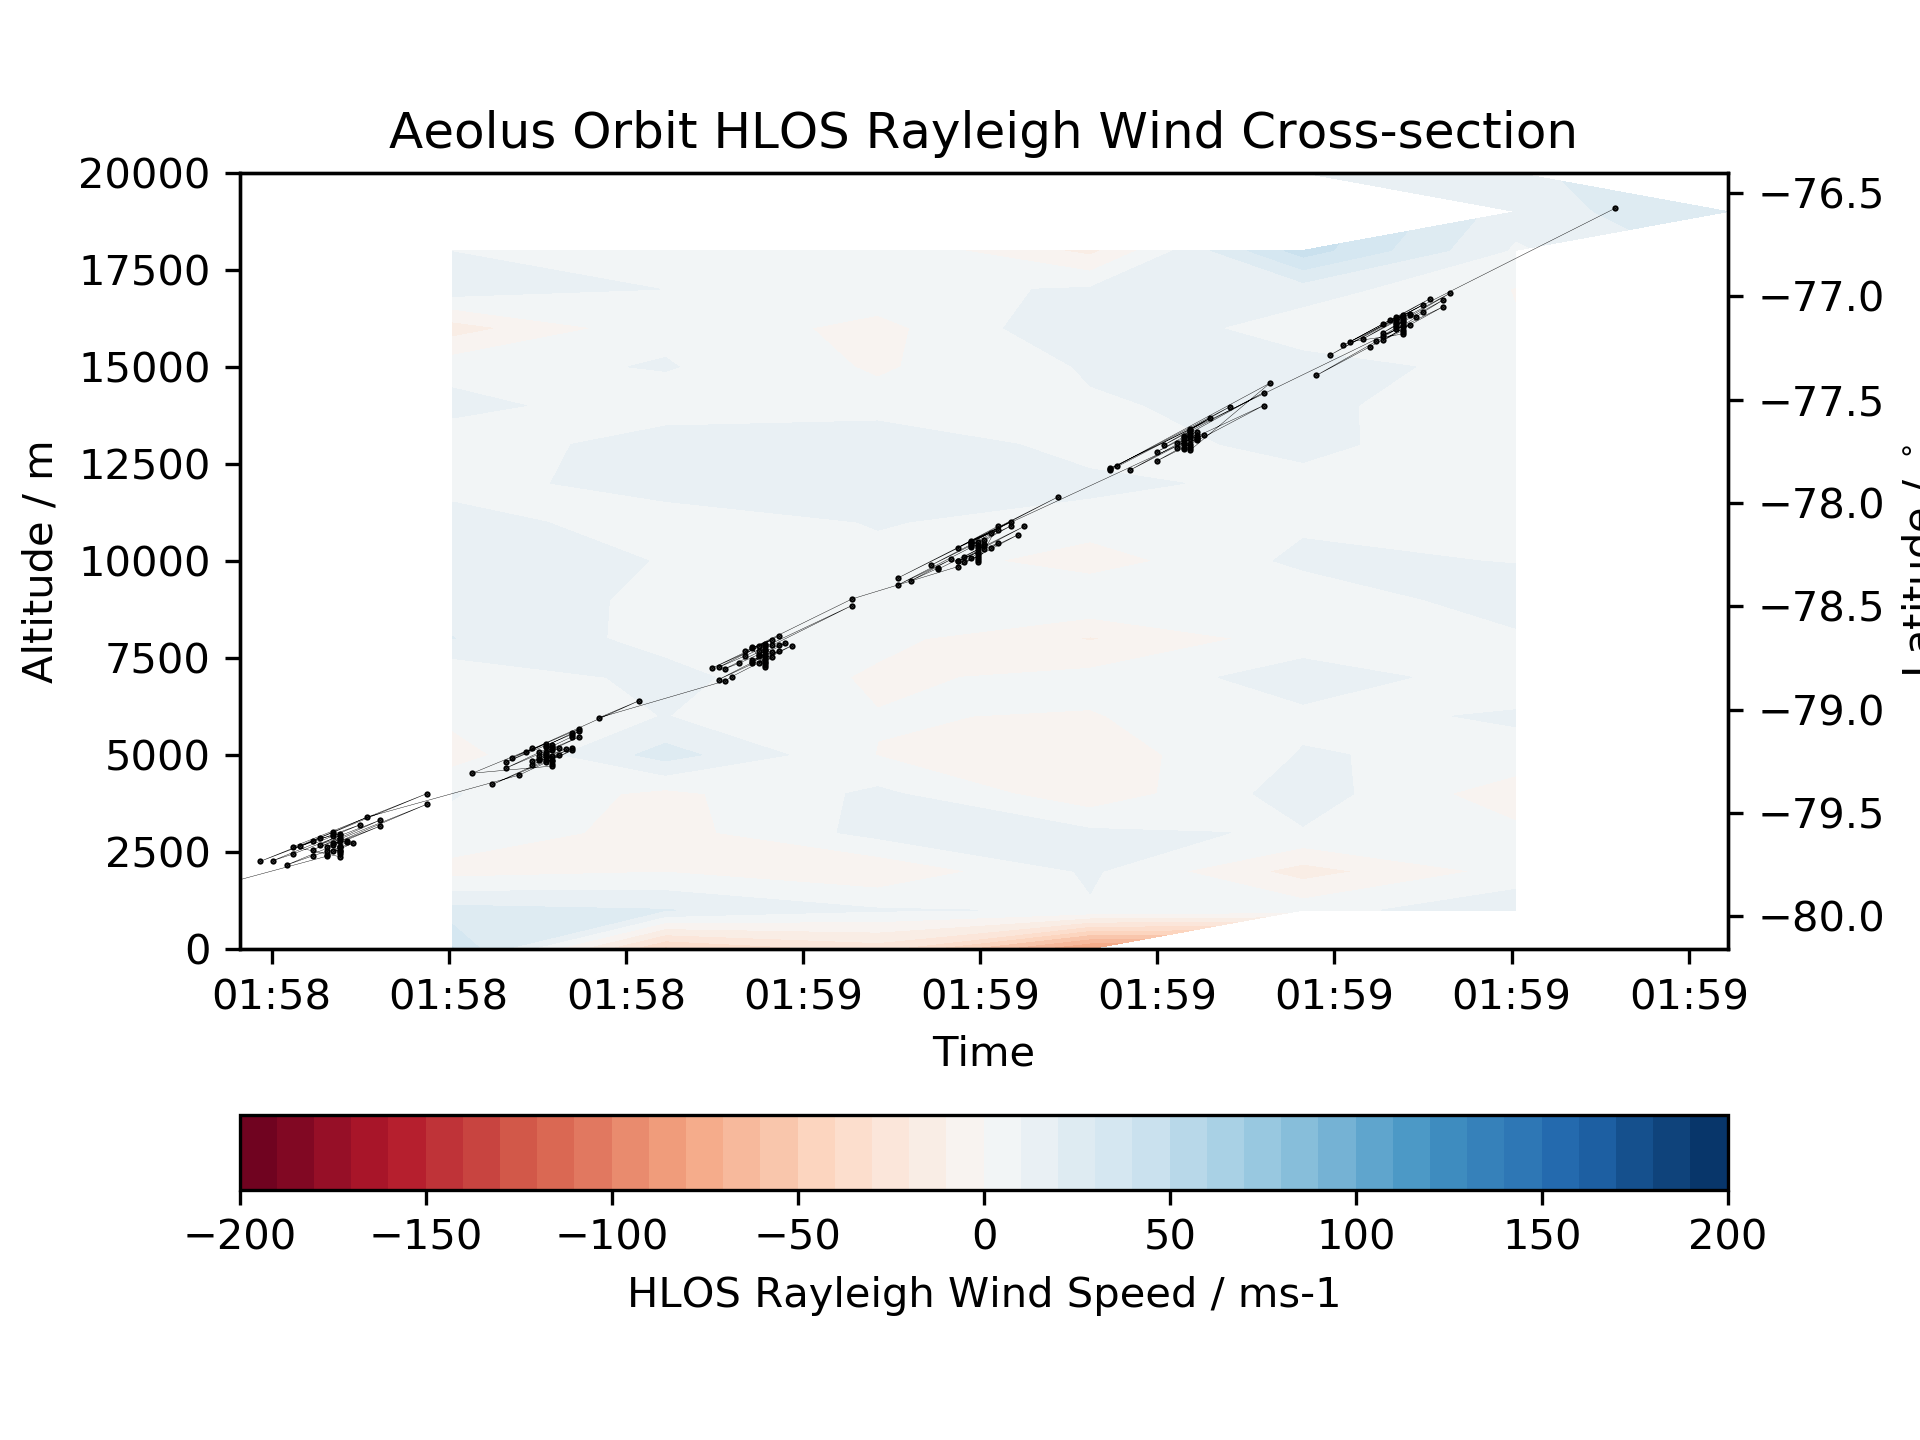 Aeolus Orbit HLOS Rayleigh Wind Cross-section
20000
17500
15000
12500
10000
7500
5000
2500
0
Altitude / m
−76.5
−77.0
−77.5
−78.0
−78.5
−79.0
−79.5
−80.0
Latitude / °
01:58 01:58 01:58 01:59 01:59 01:59 01:59 01:59 01:59
Time
−200 −150 −100 −50 0 50 100 150 200
HLOS Rayleigh Wind Speed / ms-1